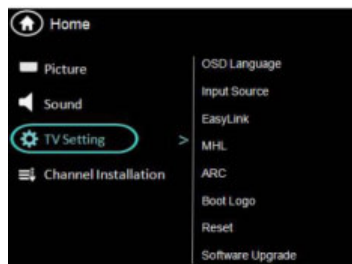 Home
Picture
Sound
TV Setting >
Channel Installation
OSD Language
Input Source
EasyLink
MHL
ARC
Boot Logo
Reset
Software Upgrade